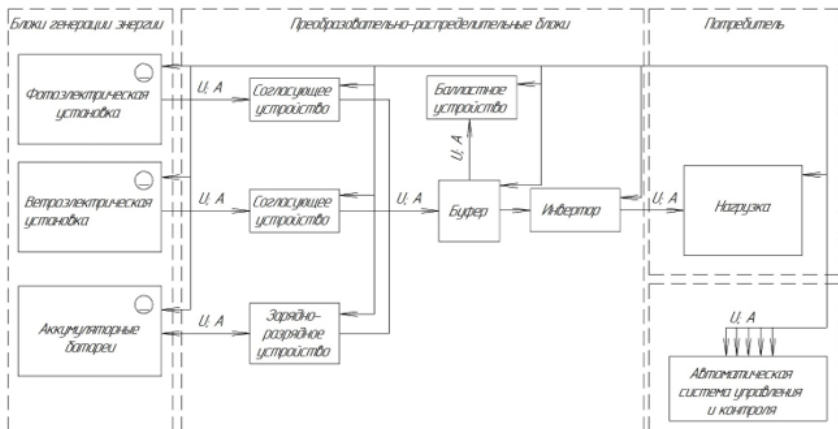 Блоки генерации энергии
Преобразовательно-распределительные блоки
Потребитель
Фотоэлектрическая
установка
U; A
Согласующее
устройство
Балластное
устройство
U; A
Ветроэлектрическая
установка
U; A
Согласующее
устройство
U; A
Буфер
Инвертор
U; A
Нагрузка
Аккумуляторные
батареи
U; A
Зарядно-
разрядное
устройство
U; A
Автоматическая
система управления
и контроля